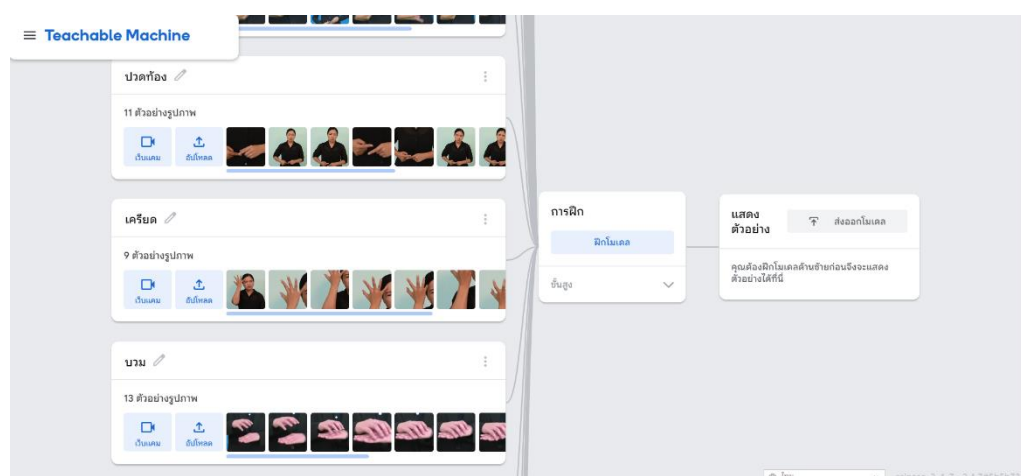 Teachable Machine
ปวดท้อง
11 ตัวอย่างรูปภาพ
เว็บแคม
อัปโหลด
เครียด
9 ตัวอย่างรูปภาพ
เว็บแคม
อัปโหลด
บวม
13 ตัวอย่างรูปภาพ
เว็บแคม
อัปโหลด
การฝึก
ฝึกโมเดล
ขั้นสูง
แสดง
ตัวอย่าง
ส่งออกโมเดล
คุณต้องฝึกโมเดลด้านซ้ายก่อนจึงจะแสดง
ตัวอย่างได้ที่นี่